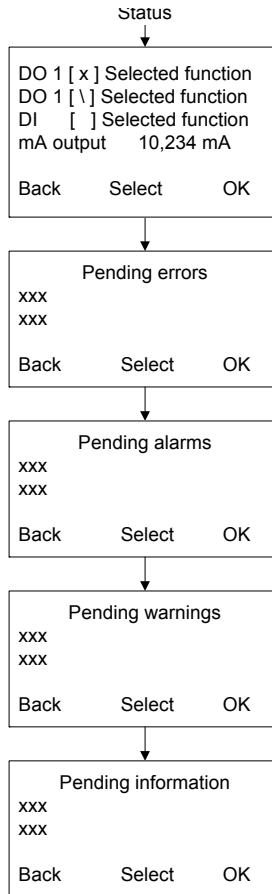 Status
DO 1 [ x ] Selected function
DO 1 [ \ ] Selected function
DI [ ] Selected function
mA output 10,234 mA
Back Select OK
Pending errors
xxx
xxx
Back Select OK
Pending alarms
xxx
xxx
Back Select OK
Pending warnings
xxx
xxx
Back Select OK
Pending information
xxx
xxx
Back Select OK